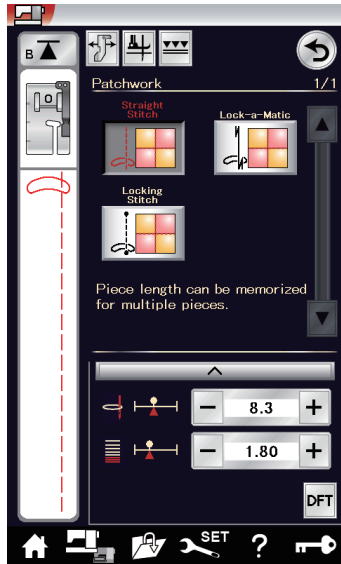 B
Patchwork 1/1
Straight
Stitch
Lock-a-Matic
Locking
Stitch
Piece length can be memorized
for multiple pieces.
8.3
1.80
DFT
SET
?